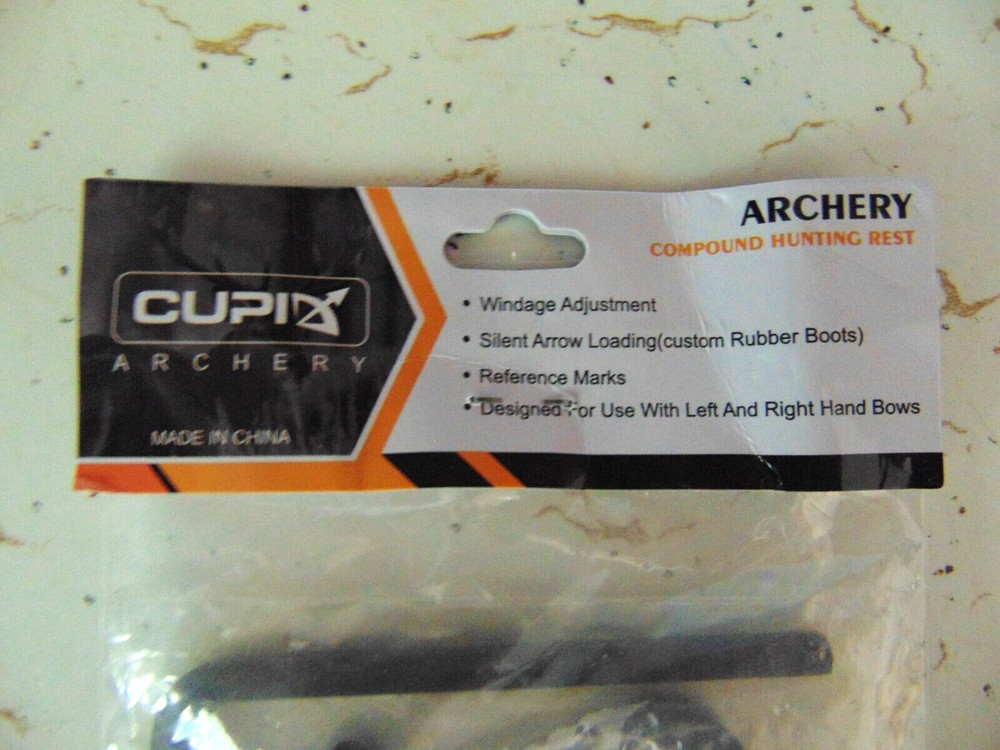 CUPIX
ARCHERY
MADE IN CHINA
ARCHERY
COMPOUND HUNTING REST
• Windage Adjustment
• Silent Arrow Loading(custom Rubber Boots)
• Reference Marks
• Designed For Use With Left And Right Hand Bows